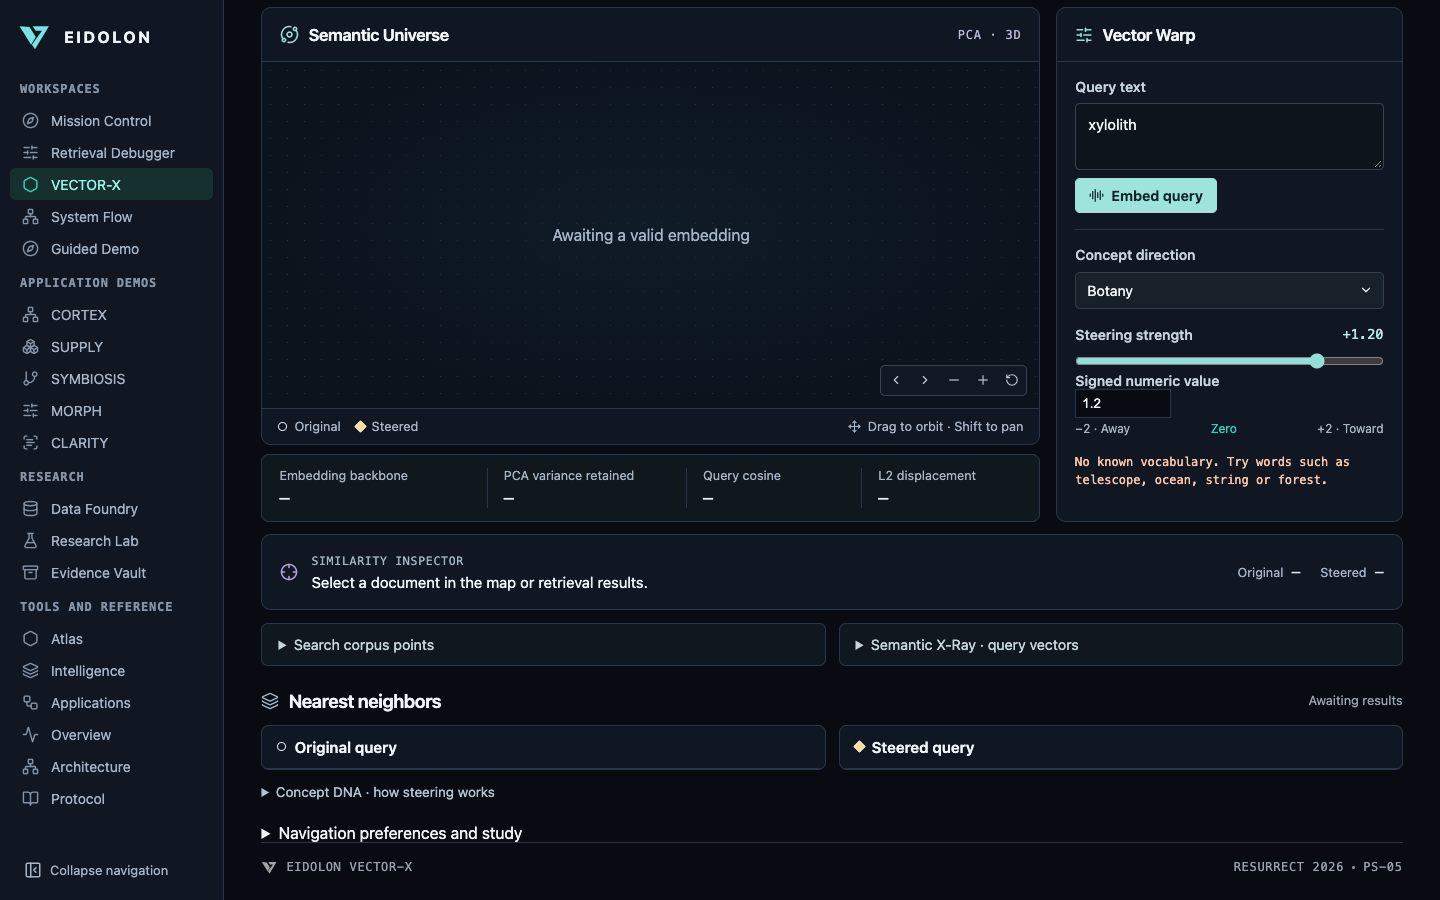 EIDOLON
WORKSPACES
Mission Control
Retrieval Debugger
VECTOR-X
System Flow
Guided Demo
APPLICATION DEMOS
CORTEX
SUPPLY
SYMBIOSIS
MORPH
CLARITY
RESEARCH
Data Foundry
Research Lab
Evidence Vault
TOOLS AND REFERENCE
Atlas
Intelligence
Applications
Overview
Architecture
Protocol
Collapse navigation
Semantic Universe
PCA · 3D
Awaiting a valid embedding
Original
Steered
Drag to orbit · Shift to pan
Embedding backbone
—
PCA variance retained
—
Query cosine
—
L2 displacement
—
Vector Warp
Query text
xylolith
Embed query
Concept direction
Botany
Steering strength
+1.20
Signed numeric value
1.2
−2 · Away
Zero
+2 · Toward
No known vocabulary. Try words such as
telescope, ocean, string or forest.
SIMILARITY INSPECTOR
Select a document in the map or retrieval results.
Original —
Steered —
Search corpus points
Semantic X-Ray · query vectors
Nearest neighbors
Awaiting results
Original query
Steered query
Concept DNA · how steering works
Navigation preferences and study
EIDOLON VECTOR-X
RESURRECT 2026 · PS-05